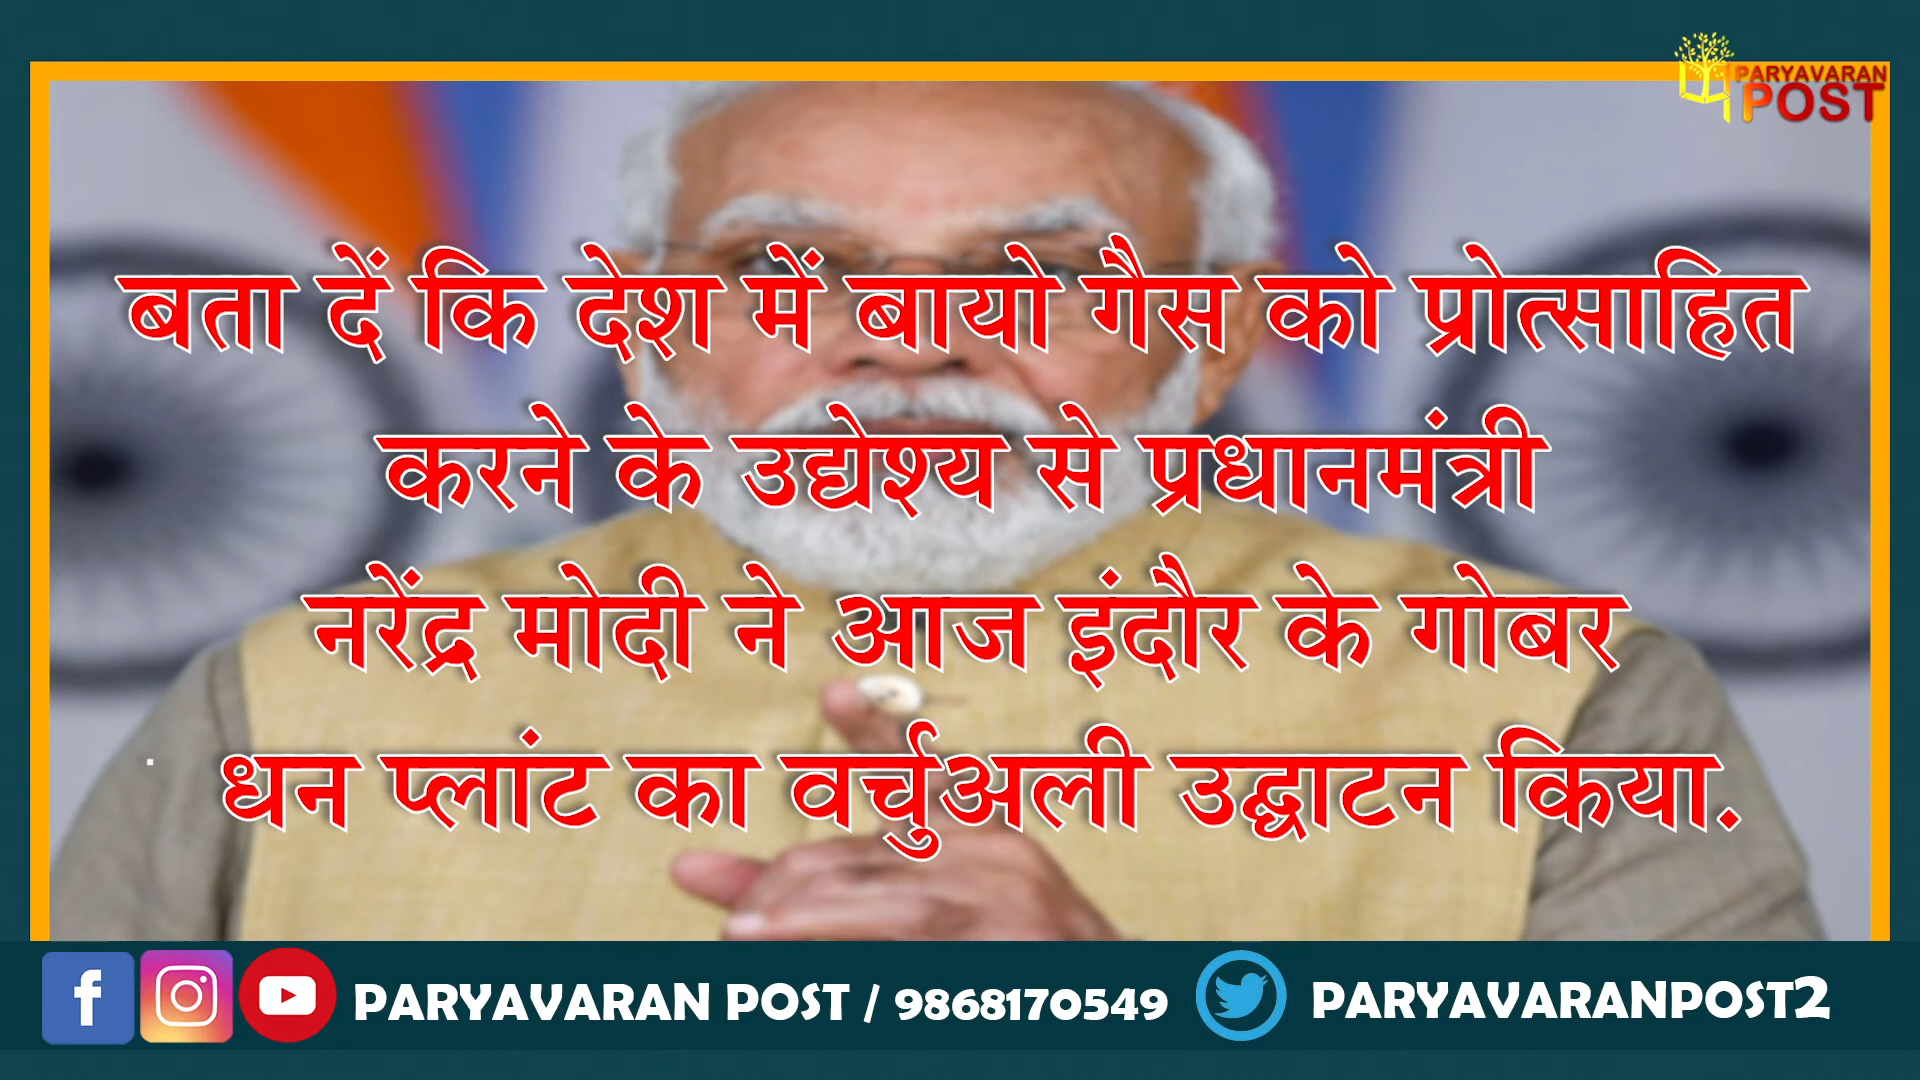 PARYAVARAN
POST
बता दें कि देश में बायो गैस को प्रोत्साहित
करने के उद्येश्य से प्रधानमंत्री
नरेंद्र मोदी ने आज इंदौर के गोबर
धन प्लांट का वर्चुअली उद्घाटन किया.
PARYAVARAN POST / 9868170549 PARYAVARANPOST2